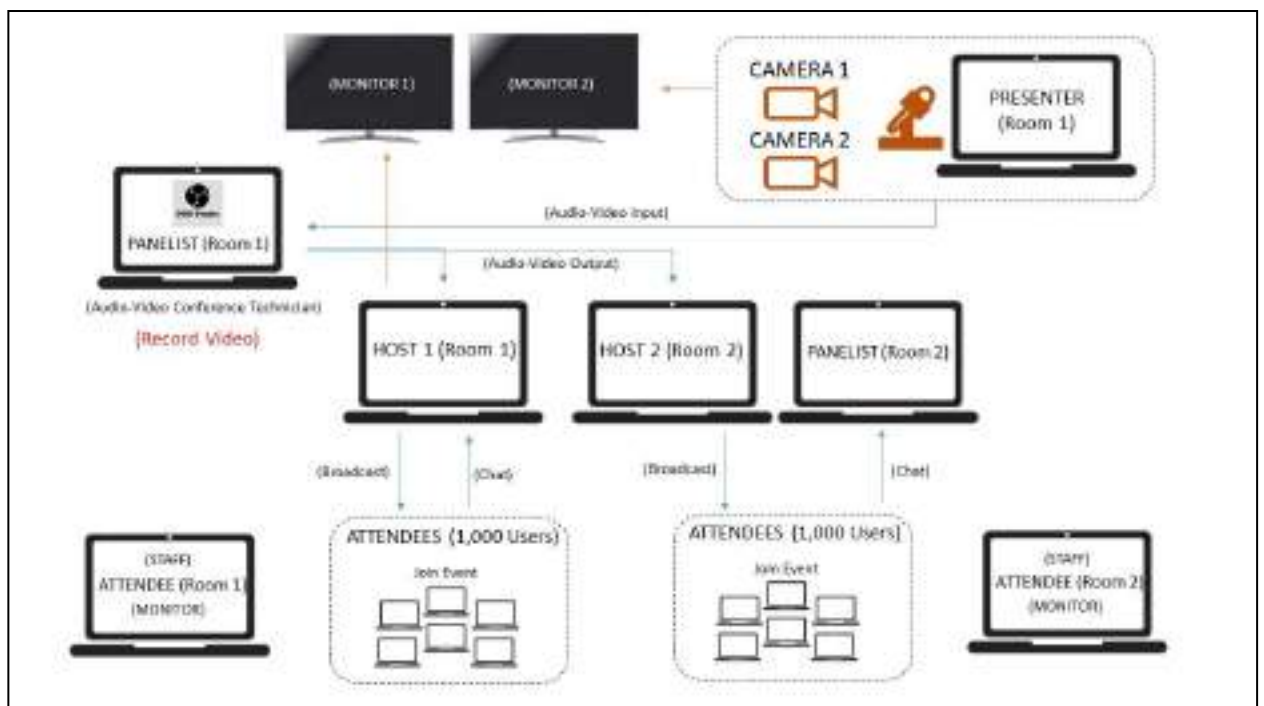 (MONITOR 1)
(MONITOR 2)
CAMERA 1
CAMERA 2
PRESENTER
(Room 1)
(Audio-Video Input)
PANELIST (Room 1)
(Audio-Video Output)
(Audio-Video Conference Technician)
(Record Video)
HOST 1 (Room 1)
HOST 2 (Room 2)
PANELIST (Room 2)
(Broadcast)
(Chat)
(Broadcast)
(Chat)
ATTENDEES (1,000 Users)
Join Event
ATTENDEES (1,000 Users)
Join Event
(STAFF)
ATTENDEE (Room 1)
(MONITOR)
(STAFF)
ATTENDEE (Room 2)
(MONITOR)